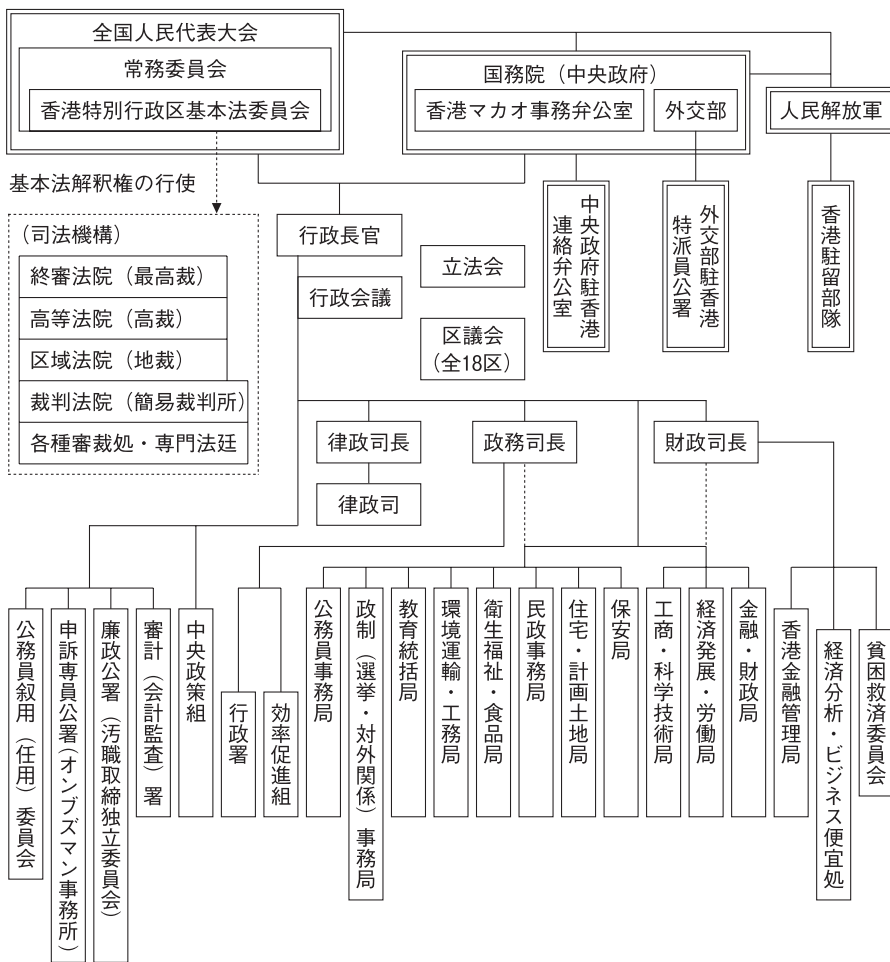 全国人民代表大会
常務委員会
香港特別行政区基本法委員会
国務院（中央政府）
香港マカオ事務弁公室
外交部
人民解放軍
基本法解釈権の行使
（司法機構）
終審法院（最高裁）
高等法院（高裁）
区域法院（地裁）
裁判法院（簡易裁判所）
各種審裁処・専門法廷
行政長官
行政会議
立法会
区議会
（全18区）
中央政府駐香港
連絡弁公室
外交部駐香港
特派員公署
香港駐留部隊
律政司長
政務司長
財政司長
律政司
公務員叙用（任用）委員会
申訴専員公署（オンブズマン事務所）
廉政公署（汚職取締独立委員会）
審計（会計監査）署
中央政策組
行政署
効率促進組
公務員事務局
政制（選挙・対外関係）事務局
教育統括局
環境運輸・工務局
衛生福祉・食品局
民政事務局
住宅・計画土地局
保安局
工商・科学技術局
経済発展・労働局
金融・財政局
香港金融管理局
経済分析・ビジネス便宜処
貧困救済委員会